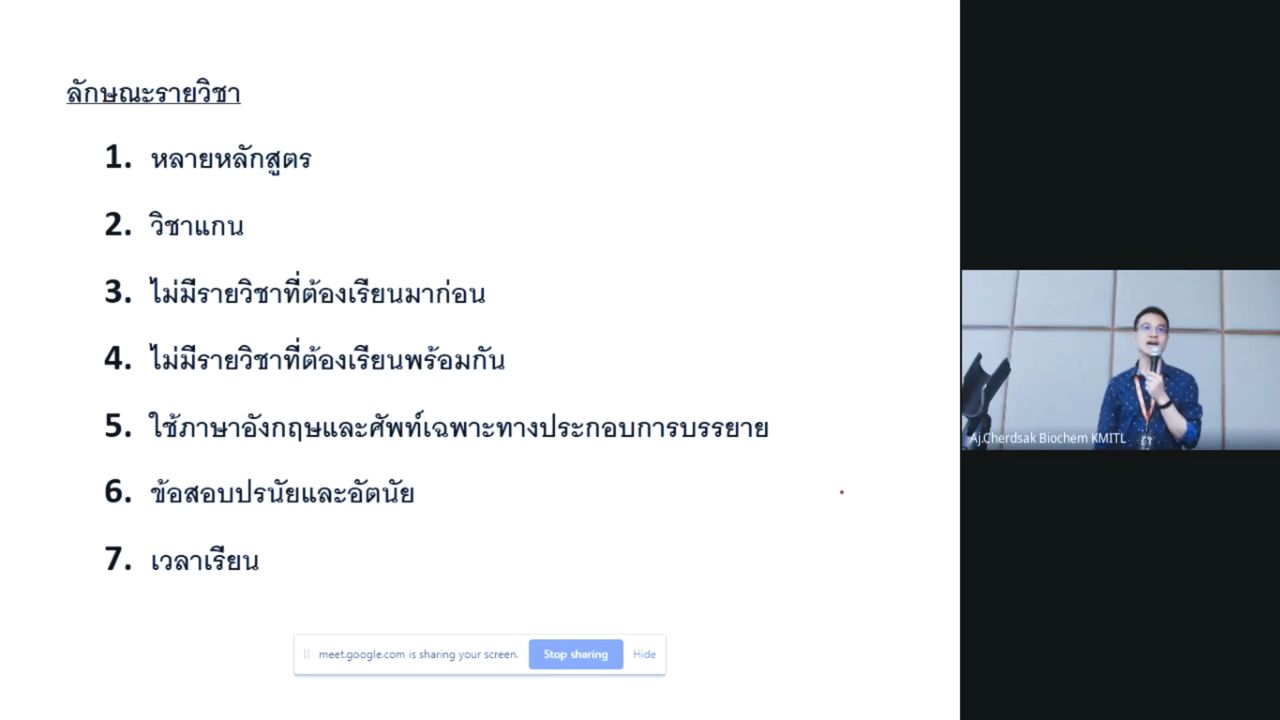 ลักษณะรายวิชา
1. หลายหลักสูตร
2. วิชาแกน
3. ไม่มีรายวิชาที่ต้องเรียนมาก่อน
4. ไม่มีรายวิชาที่ต้องเรียนพร้อมกัน
5. ใช้ภาษาอังกฤษและศัพท์เฉพาะทางประกอบการบรรยาย
6. ข้อสอบปรนัยและอัตนัย
7. เวลาเรียน
meet.google.com is sharing your screen. Stop sharing Hide
Aj.Cherdsak Biochem KMITL